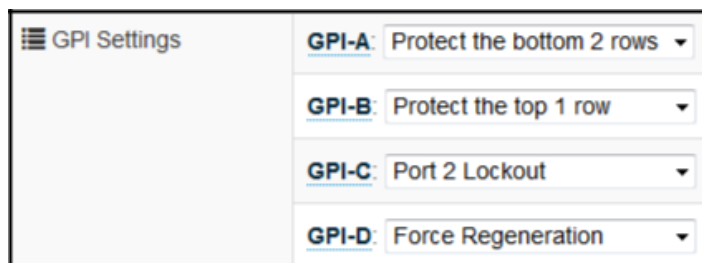 GPI Settings
GPI-A: Protect the bottom 2 rows
GPI-B: Protect the top 1 row
GPI-C: Port 2 Lockout
GPI-D: Force Regeneration